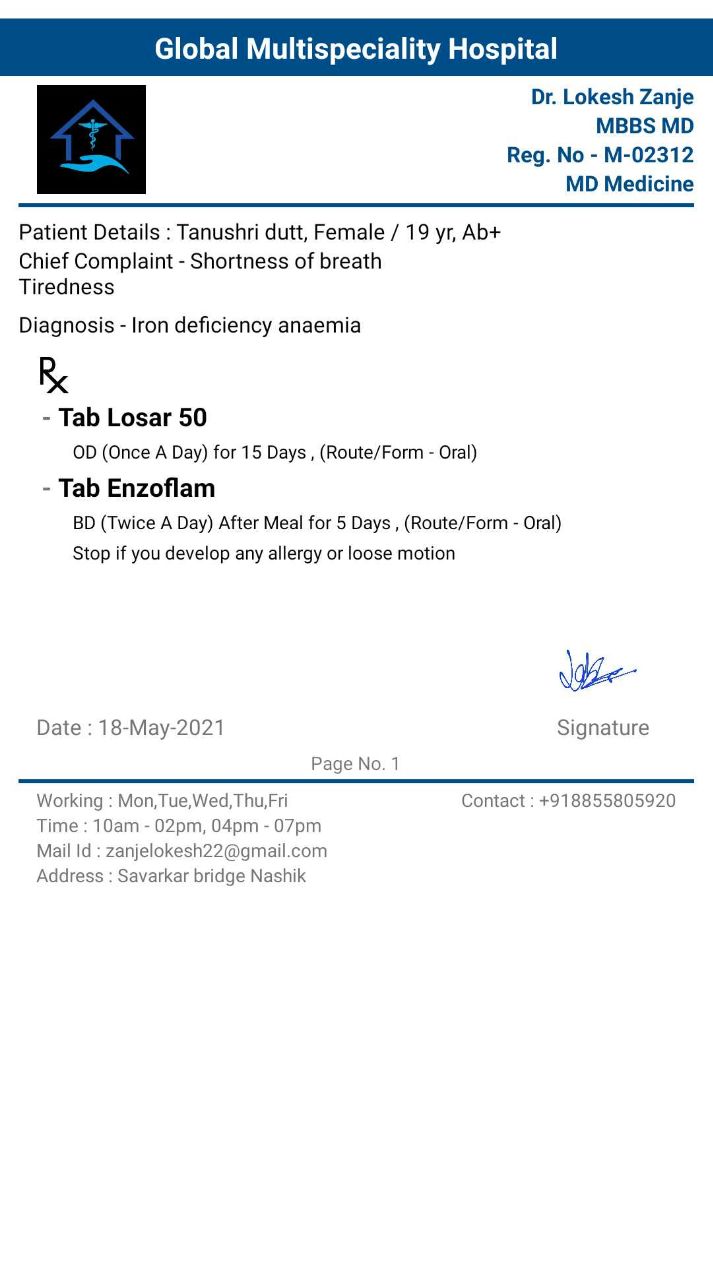 Global Multispeciality Hospital
Dr. Lokesh Zanje
MBBS MD
Reg. No - M-02312
MD Medicine
Patient Details : Tanushri dutt, Female / 19 yr, Ab+
Chief Complaint - Shortness of breath
Tiredness
Diagnosis - Iron deficiency anaemia
Rx
- Tab Losar 50
OD (Once A Day) for 15 Days , (Route/Form - Oral)
- Tab Enzoflam
BD (Twice A Day) After Meal for 5 Days , (Route/Form - Oral)
Stop if you develop any allergy or loose motion
Date : 18-May-2021
Signature
Page No. 1
Working : Mon,Tue,Wed,Thu,Fri
Contact : +918855805920
Time : 10am - 02pm, 04pm - 07pm
Mail Id : zanjelokesh22@gmail.com
Address : Savarkar bridge Nashik